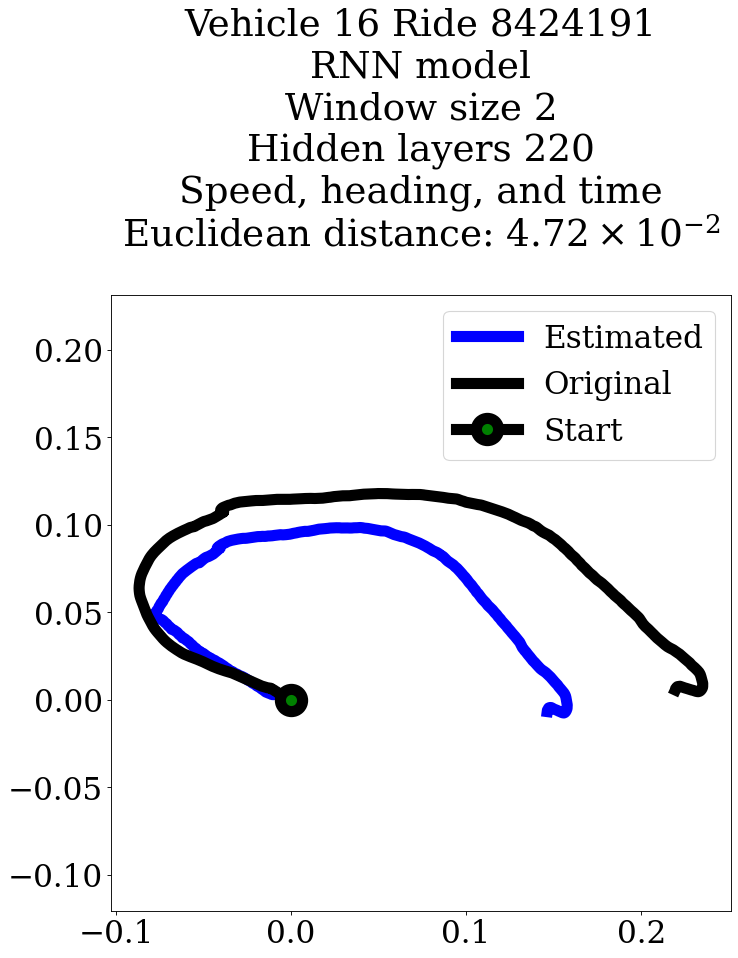 Vehicle 16 Ride 8424191
RNN model
Window size 2
Hidden layers 220
Speed, heading, and time
Euclidean distance: 4.72 × 10⁻²
Estimated
Original
Start
0.20
0.15
0.10
0.05
0.00
−0.05
−0.10
−0.1 0.0 0.1 0.2